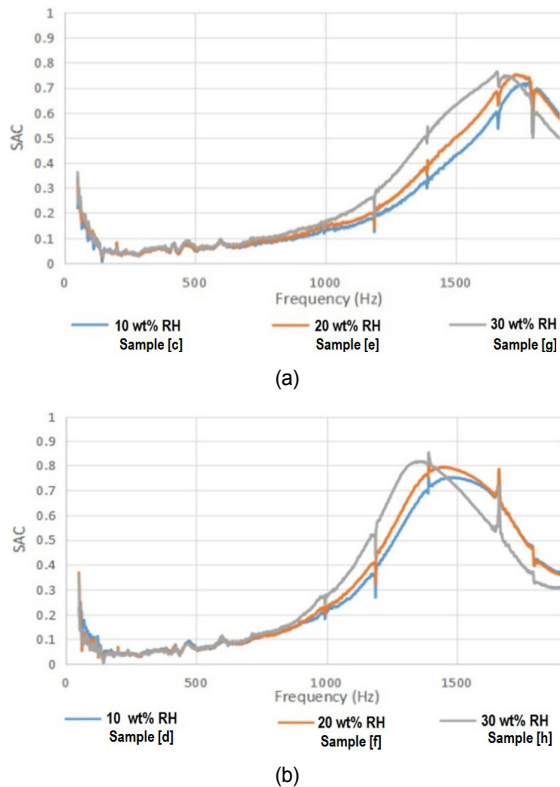 1
0.9
0.8
0.7
0.6
0.5
0.4
0.3
0.2
0.1
0
SAC
0 500 1000 1500
Frequency (Hz)
10 wt% RH 20 wt% RH 30 wt% RH
Sample [c] Sample [e] Sample [g]
(a)
1
0.9
0.8
0.7
0.6
0.5
0.4
0.3
0.2
0.1
0
SAC
0 500 1000 1500
Frequency (Hz)
10 wt% RH 20 wt% RH 30 wt% RH
Sample [d] Sample [f] Sample [h]
(b)